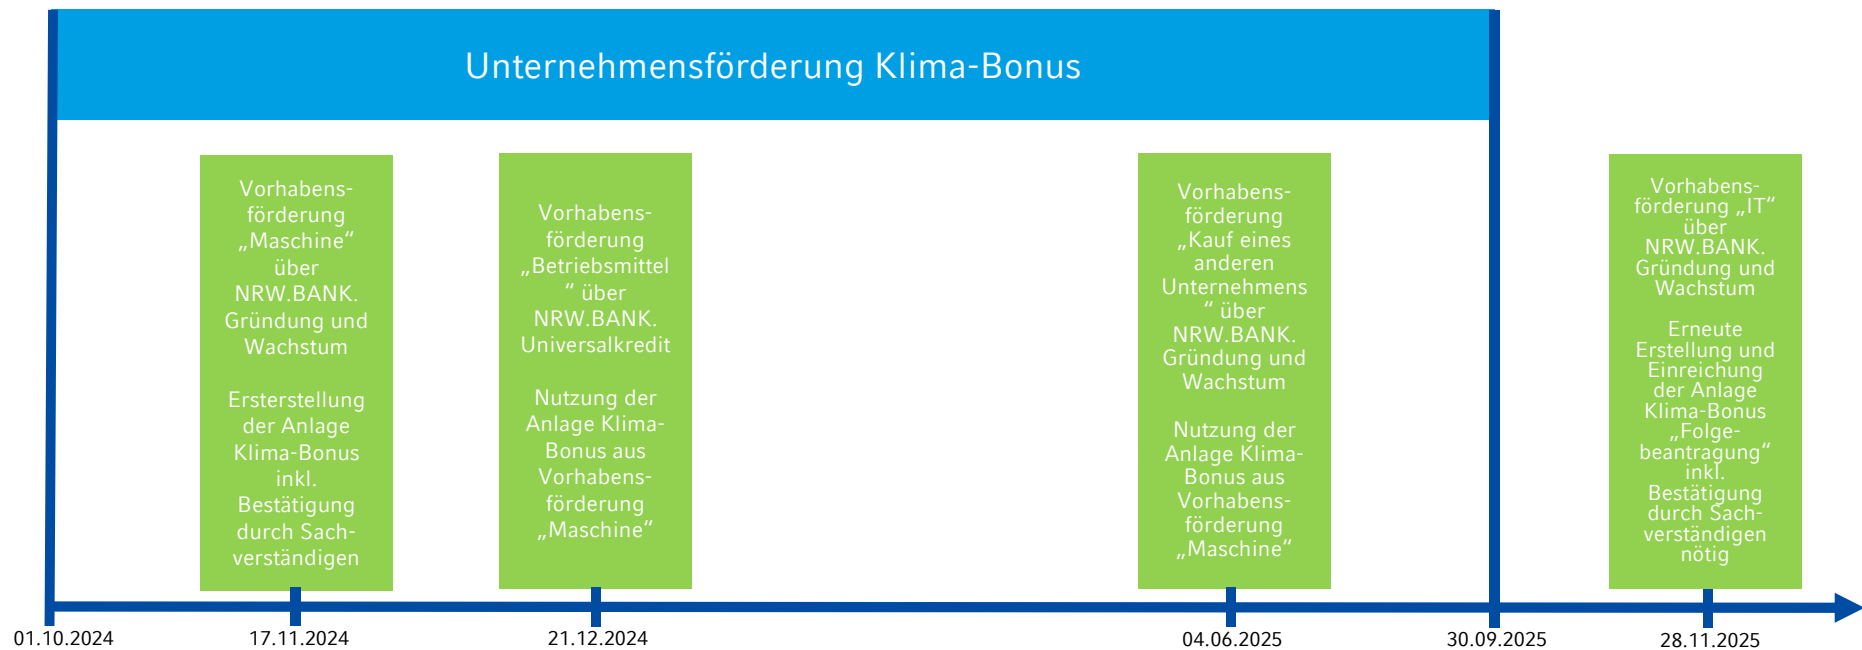 Unternehmensförderung Klima-Bonus
Vorhabens-
förderung
„Maschine“
über
NRW.BANK.
Gründung und
Wachstum
Ersterstellung
der Anlage
Klima-Bonus
inkl.
Bestätigung
durch Sach-
verständigen
Vorhabens-
förderung
„Betriebsmittel
“ über
NRW.BANK.
Universalkredit
Nutzung der
Anlage Klima-
Bonus aus
Vorhabens-
förderung
„Maschine“
Vorhabens-
förderung
„Kauf eines
anderen
Unternehmens
“ über
NRW.BANK.
Gründung und
Wachstum
Nutzung der
Anlage Klima-
Bonus aus
Vorhabens-
förderung
„Maschine“
Vorhabens-
förderung „IT“
über
NRW.BANK.
Gründung und
Wachstum
Erneute
Erstellung und
Einreichung
der Anlage
Klima-Bonus
„Folge-
beantragung“
inkl.
Bestätigung
durch Sach-
verständigen
nötig
01.10.2024
17.11.2024
21.12.2024
04.06.2025
30.09.2025
28.11.2025